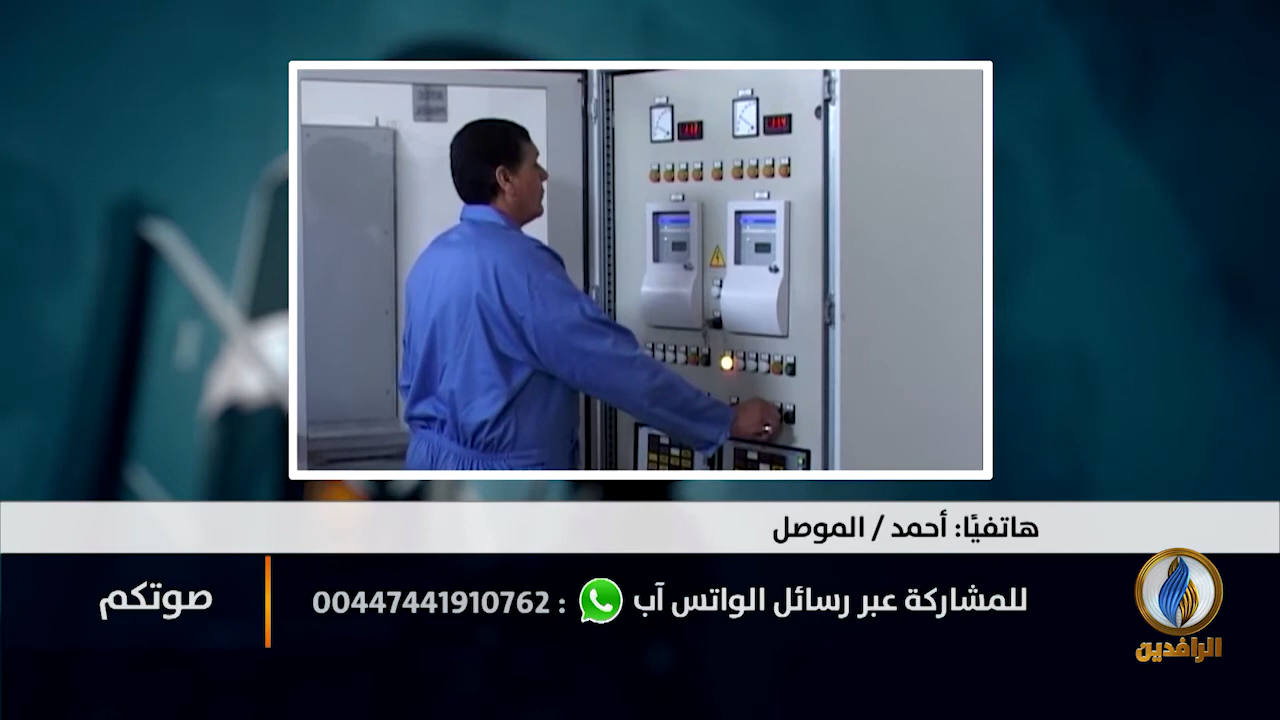 هاتفيًا: أحمد / الموصل
للمشاركة عبر رسائل الواتس آب : 00447441910762
صوتكم
الرافدين